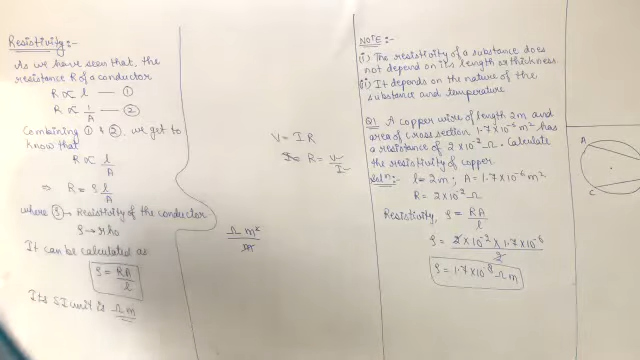 Resistivity:-
As we have seen that, the
resistance R of a conductor
R ∝ l — ①
R ∝ 1/A — ②
Combining ① & ②, we get to
know that
R ∝ l/A
⇒ R = ρ l/A
where ρ → Resistivity of the conductor
ρ → rho
It can be calculated as
ρ = RA/l
Its SI unit is Ω m
V = I R
R = V/I
Ω m²/m
NOTE:-
(i) The resistivity of a substance does
not depend on its length or thickness.
(ii) It depends on the nature of the
substance and temperature.
Q1. A copper wire of length 2m and
area of cross section 1.7 × 10⁻⁶ m² has
a resistance of 2 × 10⁻² Ω. Calculate
the resistivity of copper.
Solⁿ:- l = 2m ; A = 1.7 × 10⁻⁶ m²
R = 2 × 10⁻² Ω
Resistivity, ρ = RA/l
ρ = 2 × 10⁻² × 1.7 × 10⁻⁶/2
ρ = 1.7 × 10⁻⁸ Ω m
A
C